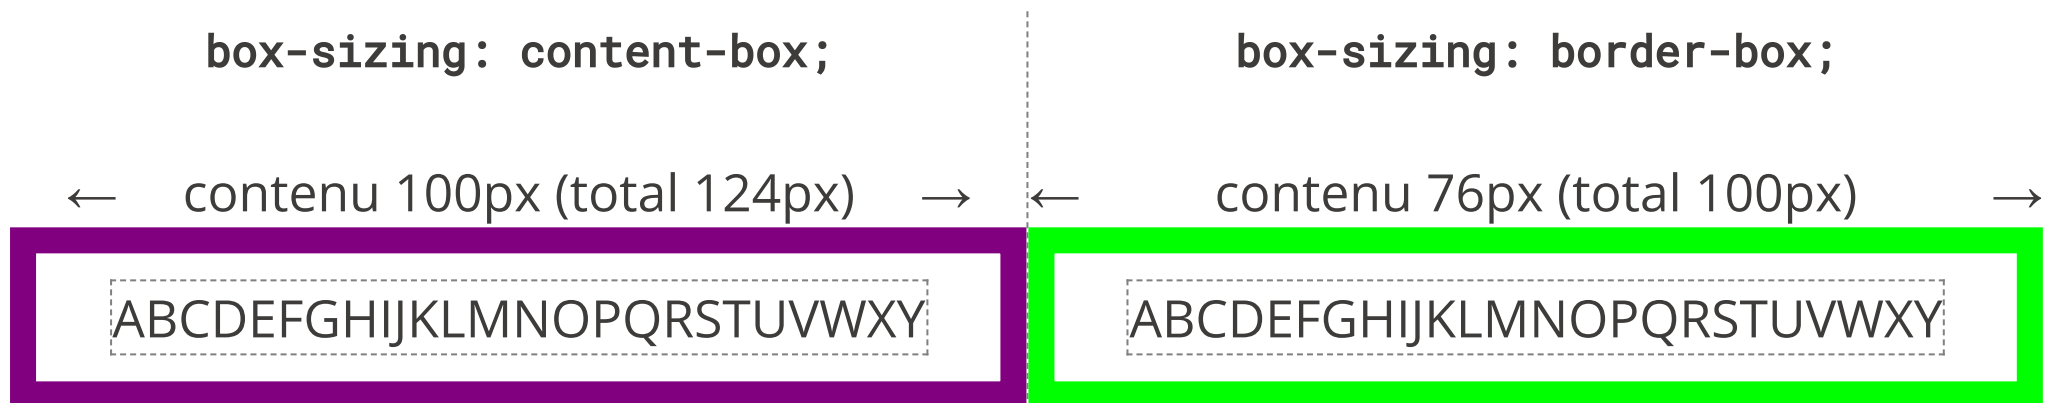 box-sizing: content-box;
← contenu 100px (total 124px) →
ABCDEFGHIJKLMNOPQRSTUVWXY
box-sizing: border-box;
← contenu 76px (total 100px) →
ABCDEFGHIJKLMNOPQRSTUVWXY